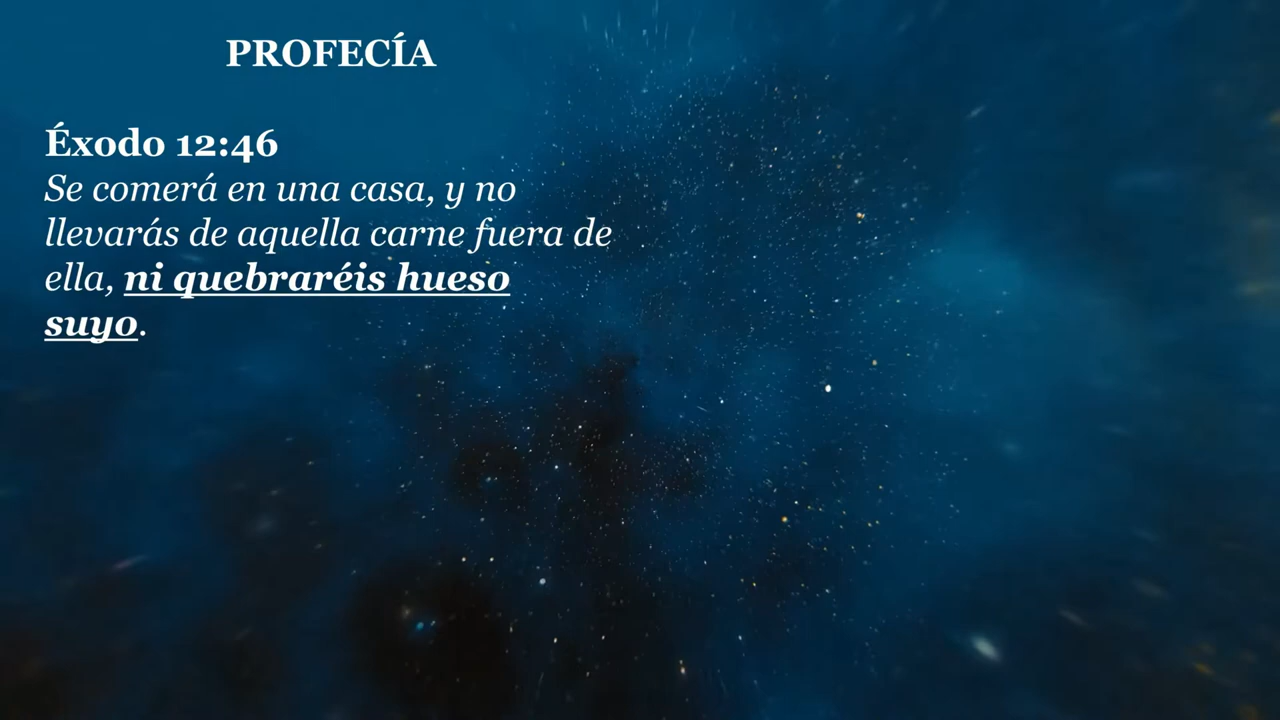 PROFECÍA
Éxodo 12:46
Se comerá en una casa, y no
llevarás de aquella carne fuera de
ella, ni quebraréis hueso
suyo.